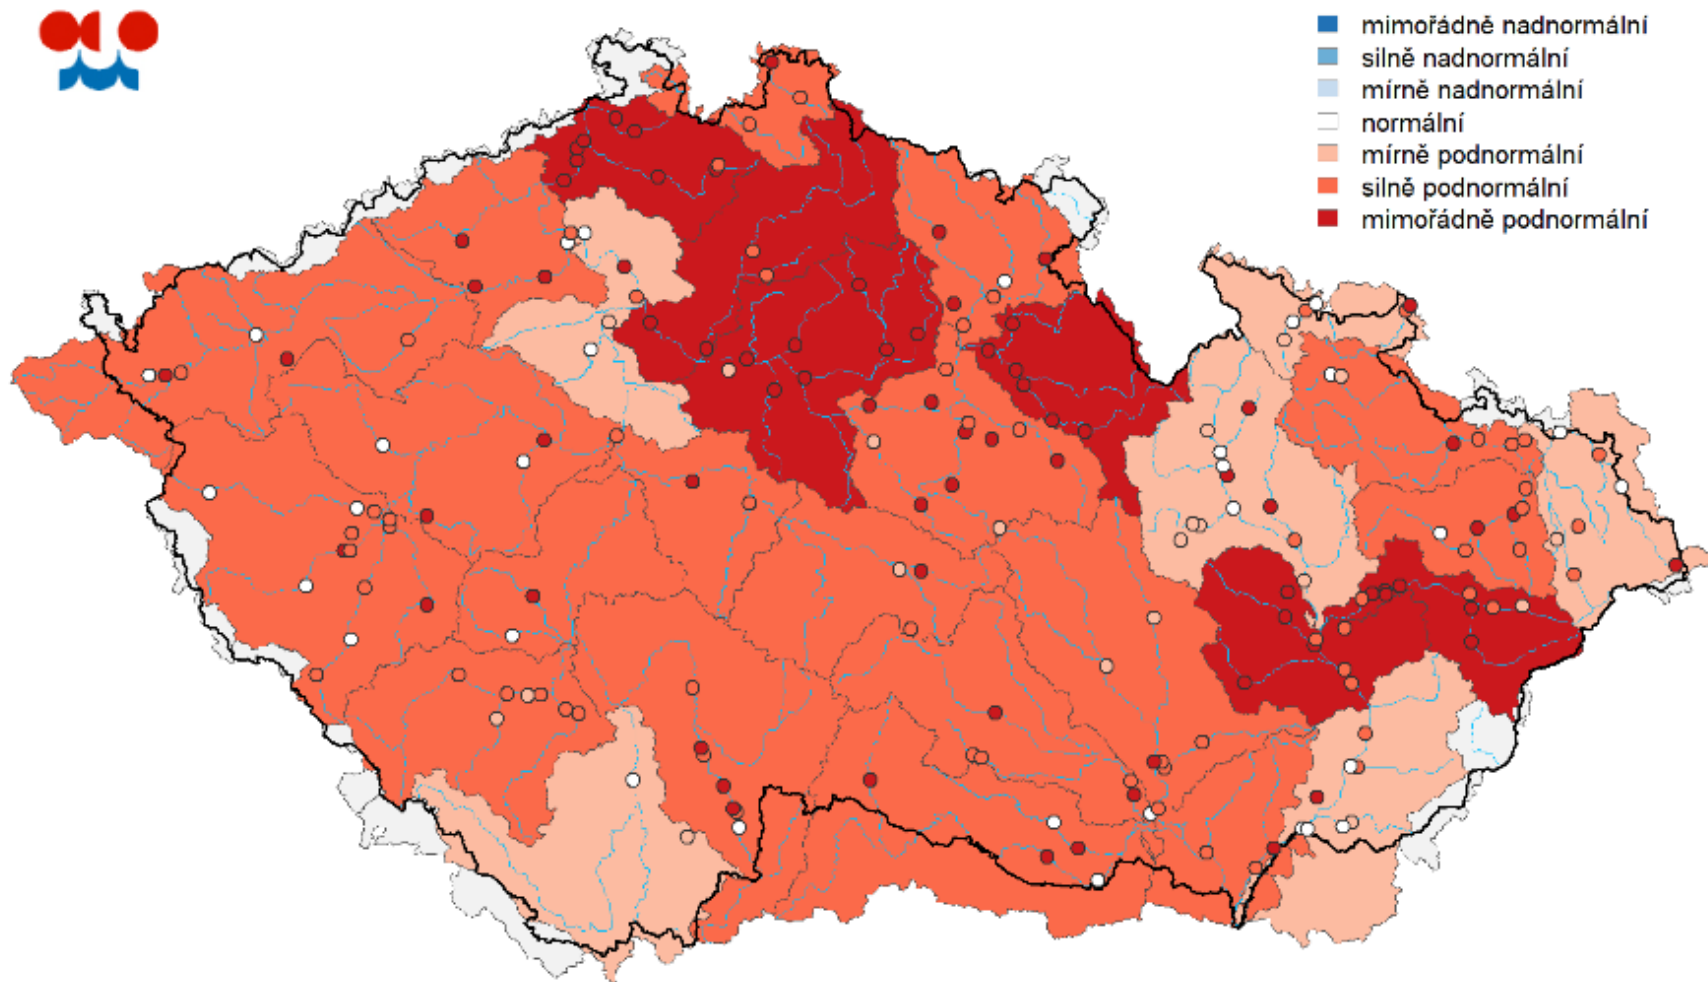 mimořádně nadnormální
silně nadnormální
mírně nadnormální
normální
mírně podnormální
silně podnormální
mimořádně podnormální